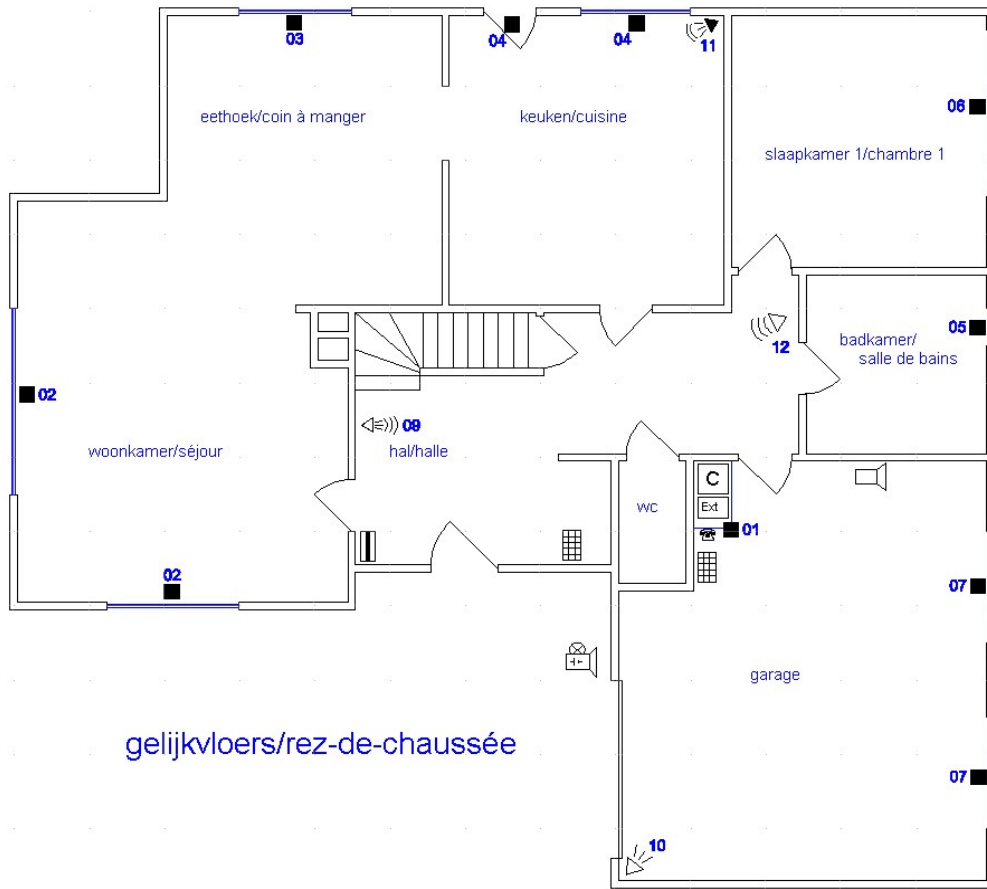 03
04
04
11
eethoek/coin à manger
keuken/cuisine
06
slaapkamer 1/chambre 1
05
12
badkamer/
salle de bains
02
09
woonkamer/séjour
hal/halle
C
Ext
wc
01
02
07
garage
gelijkvloers/rez-de-chaussée
07
10